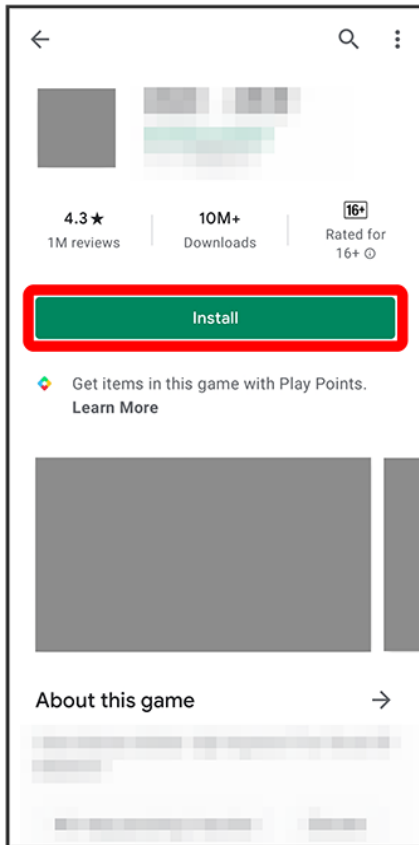 4.3★
1M reviews
10M+
Downloads
16+
Rated for
16+
Install
Get items in this game with Play Points.
Learn More
About this game